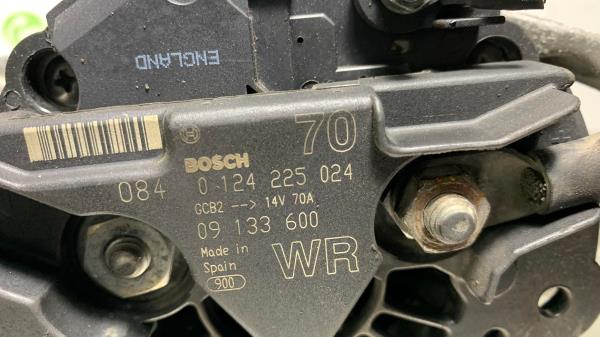 ENGLAND
70
BOSCH
084 0 124 225 024
GCB2 --> 14V 70A
09 133 600
Made in
Spain
WR
900